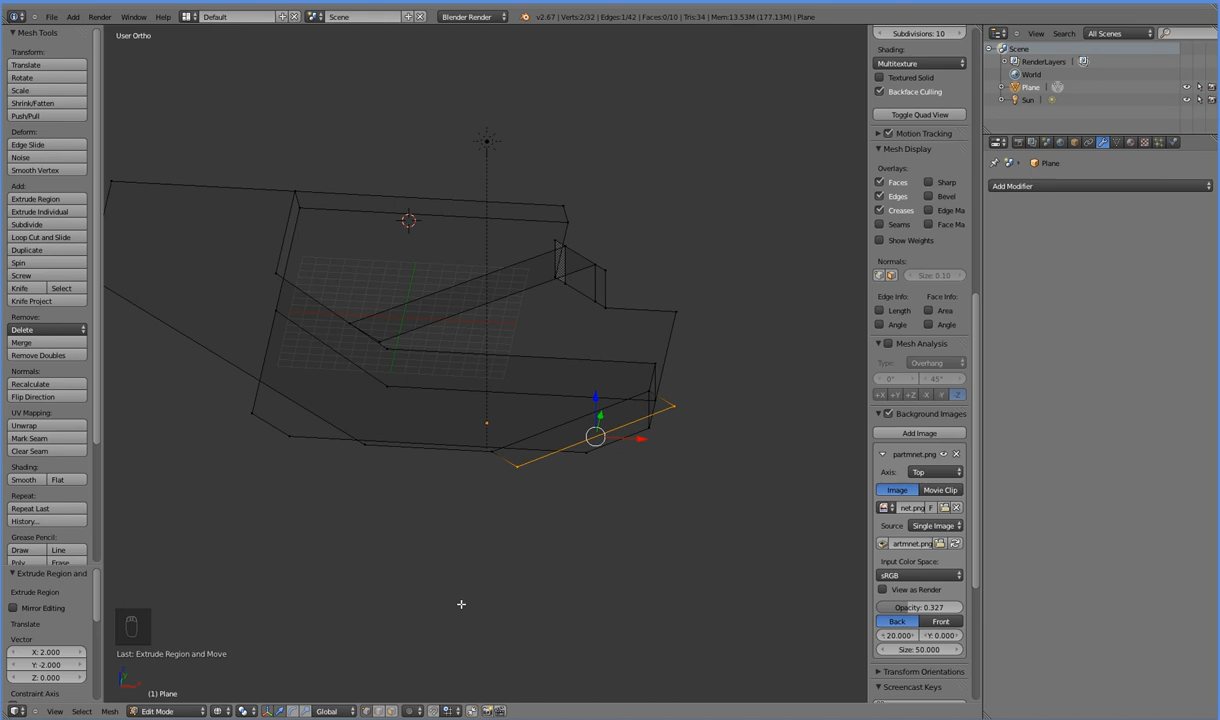 File Add Render Window Help Default Scene Blender Render v2.67 | Verts:2/32 | Edges:1/42 | Faces:0/10 | Tris:34 | Mem:13.53M (177.13M) | Plane
Mesh Tools
Transform:
Translate
Rotate
Scale
Shrink/Fatten
Push/Pull
Deform:
Edge Slide
Noise
Smooth Vertex
Add:
Extrude Region
Extrude Individual
Subdivide
Loop Cut and Slide
Duplicate
Spin
Screw
Knife Select
Knife Project
Remove:
Delete
Merge
Remove Doubles
Normals:
Recalculate
Flip Direction
UV Mapping:
Unwrap
Mark Seam
Clear Seam
Shading:
Smooth Flat
Repeat:
Repeat Last
History...
Grease Pencil:
Draw Line
Poly Erase
Extrude Region and
Extrude Region
Mirror Editing
Translate
Vector
X: 2.000
Y: -2.000
Z: 0.000
Constraint Axis
User Ortho
Last: Extrude Region and Move
(1) Plane
View Select Mesh Edit Mode Global
Subdivisions: 10
Shading:
Multitexture
Textured Solid
Backface Culling
Toggle Quad View
Motion Tracking
Mesh Display
Overlays:
Faces Sharp
Edges Bevel
Creases Edge Ma
Seams Face Ma
Show Weights
Normals:
Size: 0.10
Edge Info: Face Info:
Length Area
Angle Angle
Mesh Analysis
Type: Overhang
0° 45°
+X +Y +Z -X -Y -Z
Background Images
Add Image
partmnet.png
Axis: Top
Image Movie Clip
net.png F
Source Single Image
artmnet.png
Input Color Space:
sRGB
View as Render
Opacity: 0.327
Back Front
20.000 Y: 0.000
Size: 50.000
Transform Orientations
Screencast Keys
View Search All Scenes
Scene
RenderLayers |
World
Plane |
Sun |
Plane
Add Modifier